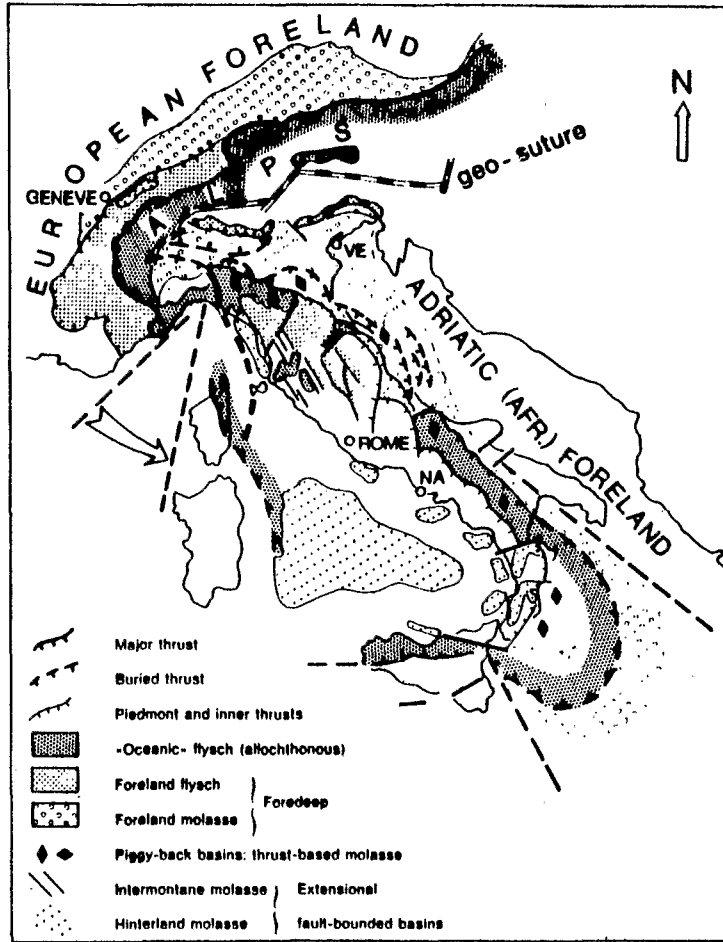 EUROPEAN FORELAND
N
ALPS
geo-suture
GENEVE
VE
ADRIATIC (AFR) FORELAND
ROME
NA
Major thrust
Buried thrust
Piedmont and inner thrusts
«Oceanic» flysch (allochthonous)
Foreland flysch
Foredeep
Foreland molasse
Piggy-back basins: thrust-based molasse
Intermontane molasse
Extensional
Hinterland molasse
fault-bounded basins